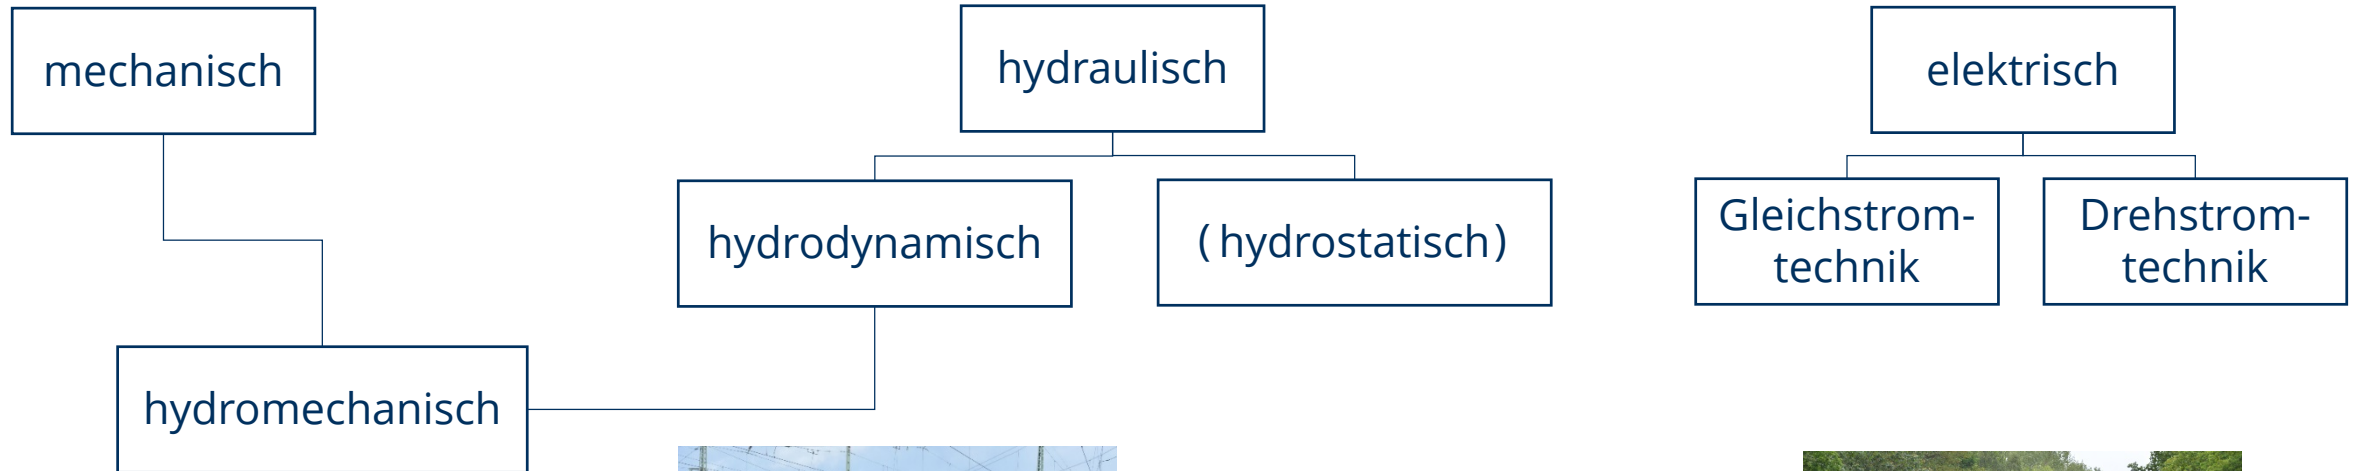 mechanisch
hydraulisch
elektrisch
hydrodynamisch
(hydrostatisch)
Gleichstrom-
technik
Drehstrom-
technik
hydromechanisch